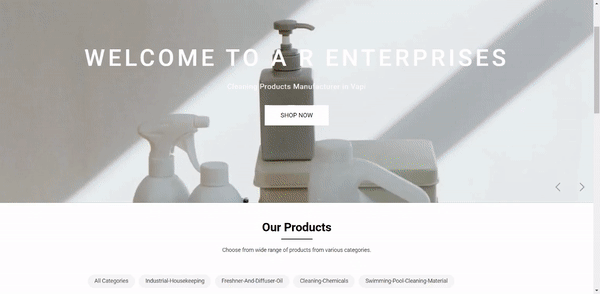 WELCOME TO A R ENTERPRISES
Cleaning Products Manufacturer in Vapi
SHOP NOW
Our Products
Choose from wide range of products from various categories.
All Categories
Industrial-Housekeeping
Freshner-And-Diffuser-Oil
Cleaning-Chemicals
Swimming-Pool-Cleaning-Material